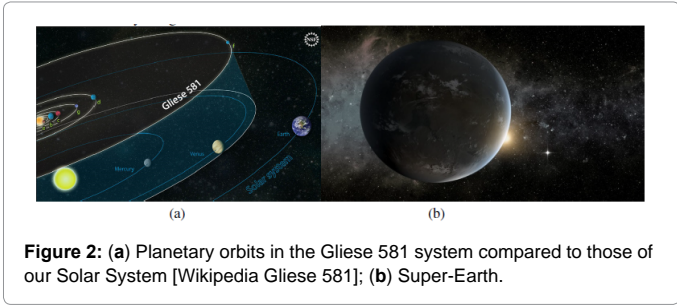 NSF
Gliese 581
Earth
Venus
Mercury
Solar system
(a)
(b)
Figure 2: (a) Planetary orbits in the Gliese 581 system compared to those of
our Solar System [Wikipedia Gliese 581]; (b) Super-Earth.